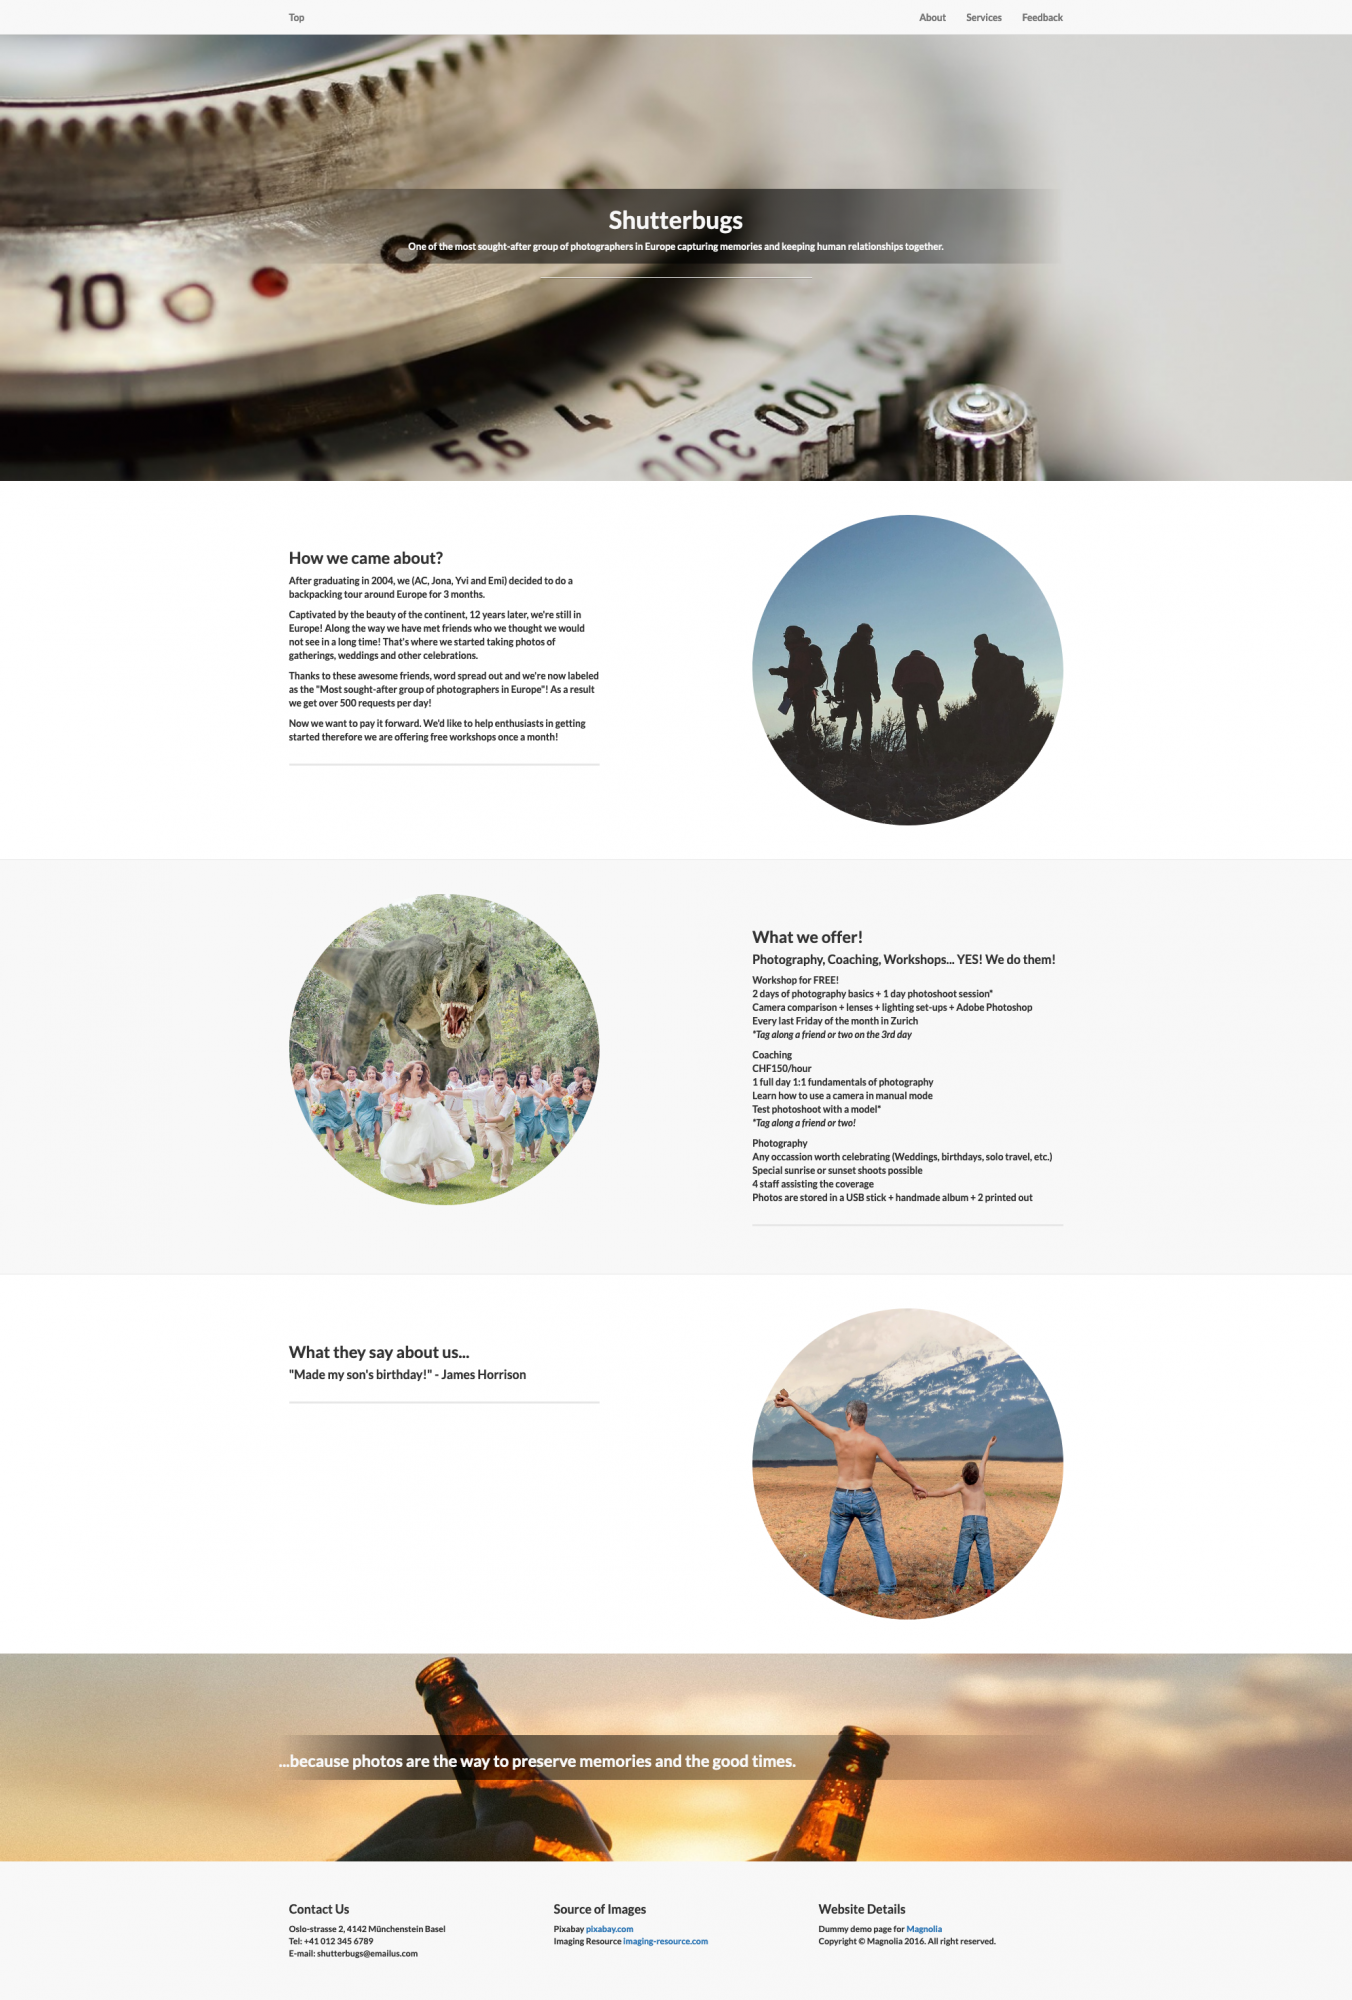 Top
About
Services
Feedback
Shutterbugs
One of the most sought-after group of photographers in Europe capturing memories and keeping human relationships together.
10
5,6
4
2,9
100
300
How we came about?
After graduating in 2004, we (AC, Jona, Yvi and Emi) decided to do a
backpacking tour around Europe for 3 months.
Captivated by the beauty of the continent, 12 years later, we're still in
Europe! Along the way we have met friends who we thought we would
not see in a long time! That's where we started taking photos of
gatherings, weddings and other celebrations.
Thanks to these awesome friends, word spread out and we're now labeled
as the "Most sought-after group of photographers in Europe"! As a result
we get over 500 requests per day!
Now we want to pay it forward. We'd like to help enthusiasts in getting
started therefore we are offering free workshops once a month!
What we offer!
Photography, Coaching, Workshops... YES! We do them!
Workshop for FREE!
2 days of photography basics + 1 day photoshoot session*
Camera comparison + lenses + lighting set-ups + Adobe Photoshop
Every last Friday of the month in Zurich
*Tag along a friend or two on the 3rd day
Coaching
CHF150/hour
1 full day 1:1 fundamentals of photography
Learn how to use a camera in manual mode
Test photoshoot with a model*
*Tag along a friend or two!
Photography
Any occassion worth celebrating (Weddings, birthdays, solo travel, etc.)
Special sunrise or sunset shoots possible
4 staff assisting the coverage
Photos are stored in a USB stick + handmade album + 2 printed out
What they say about us...
"Made my son's birthday!" - James Horrison
...because photos are the way to preserve memories and the good times.
Contact Us
Oslo-strasse 2, 4142 Münchenstein Basel
Tel: +41 012 345 6789
E-mail: shutterbugs@emailus.com
Source of Images
Pixabay pixabay.com
Imaging Resource imaging-resource.com
Website Details
Dummy demo page for Magnolia
Copyright © Magnolia 2016. All right reserved.